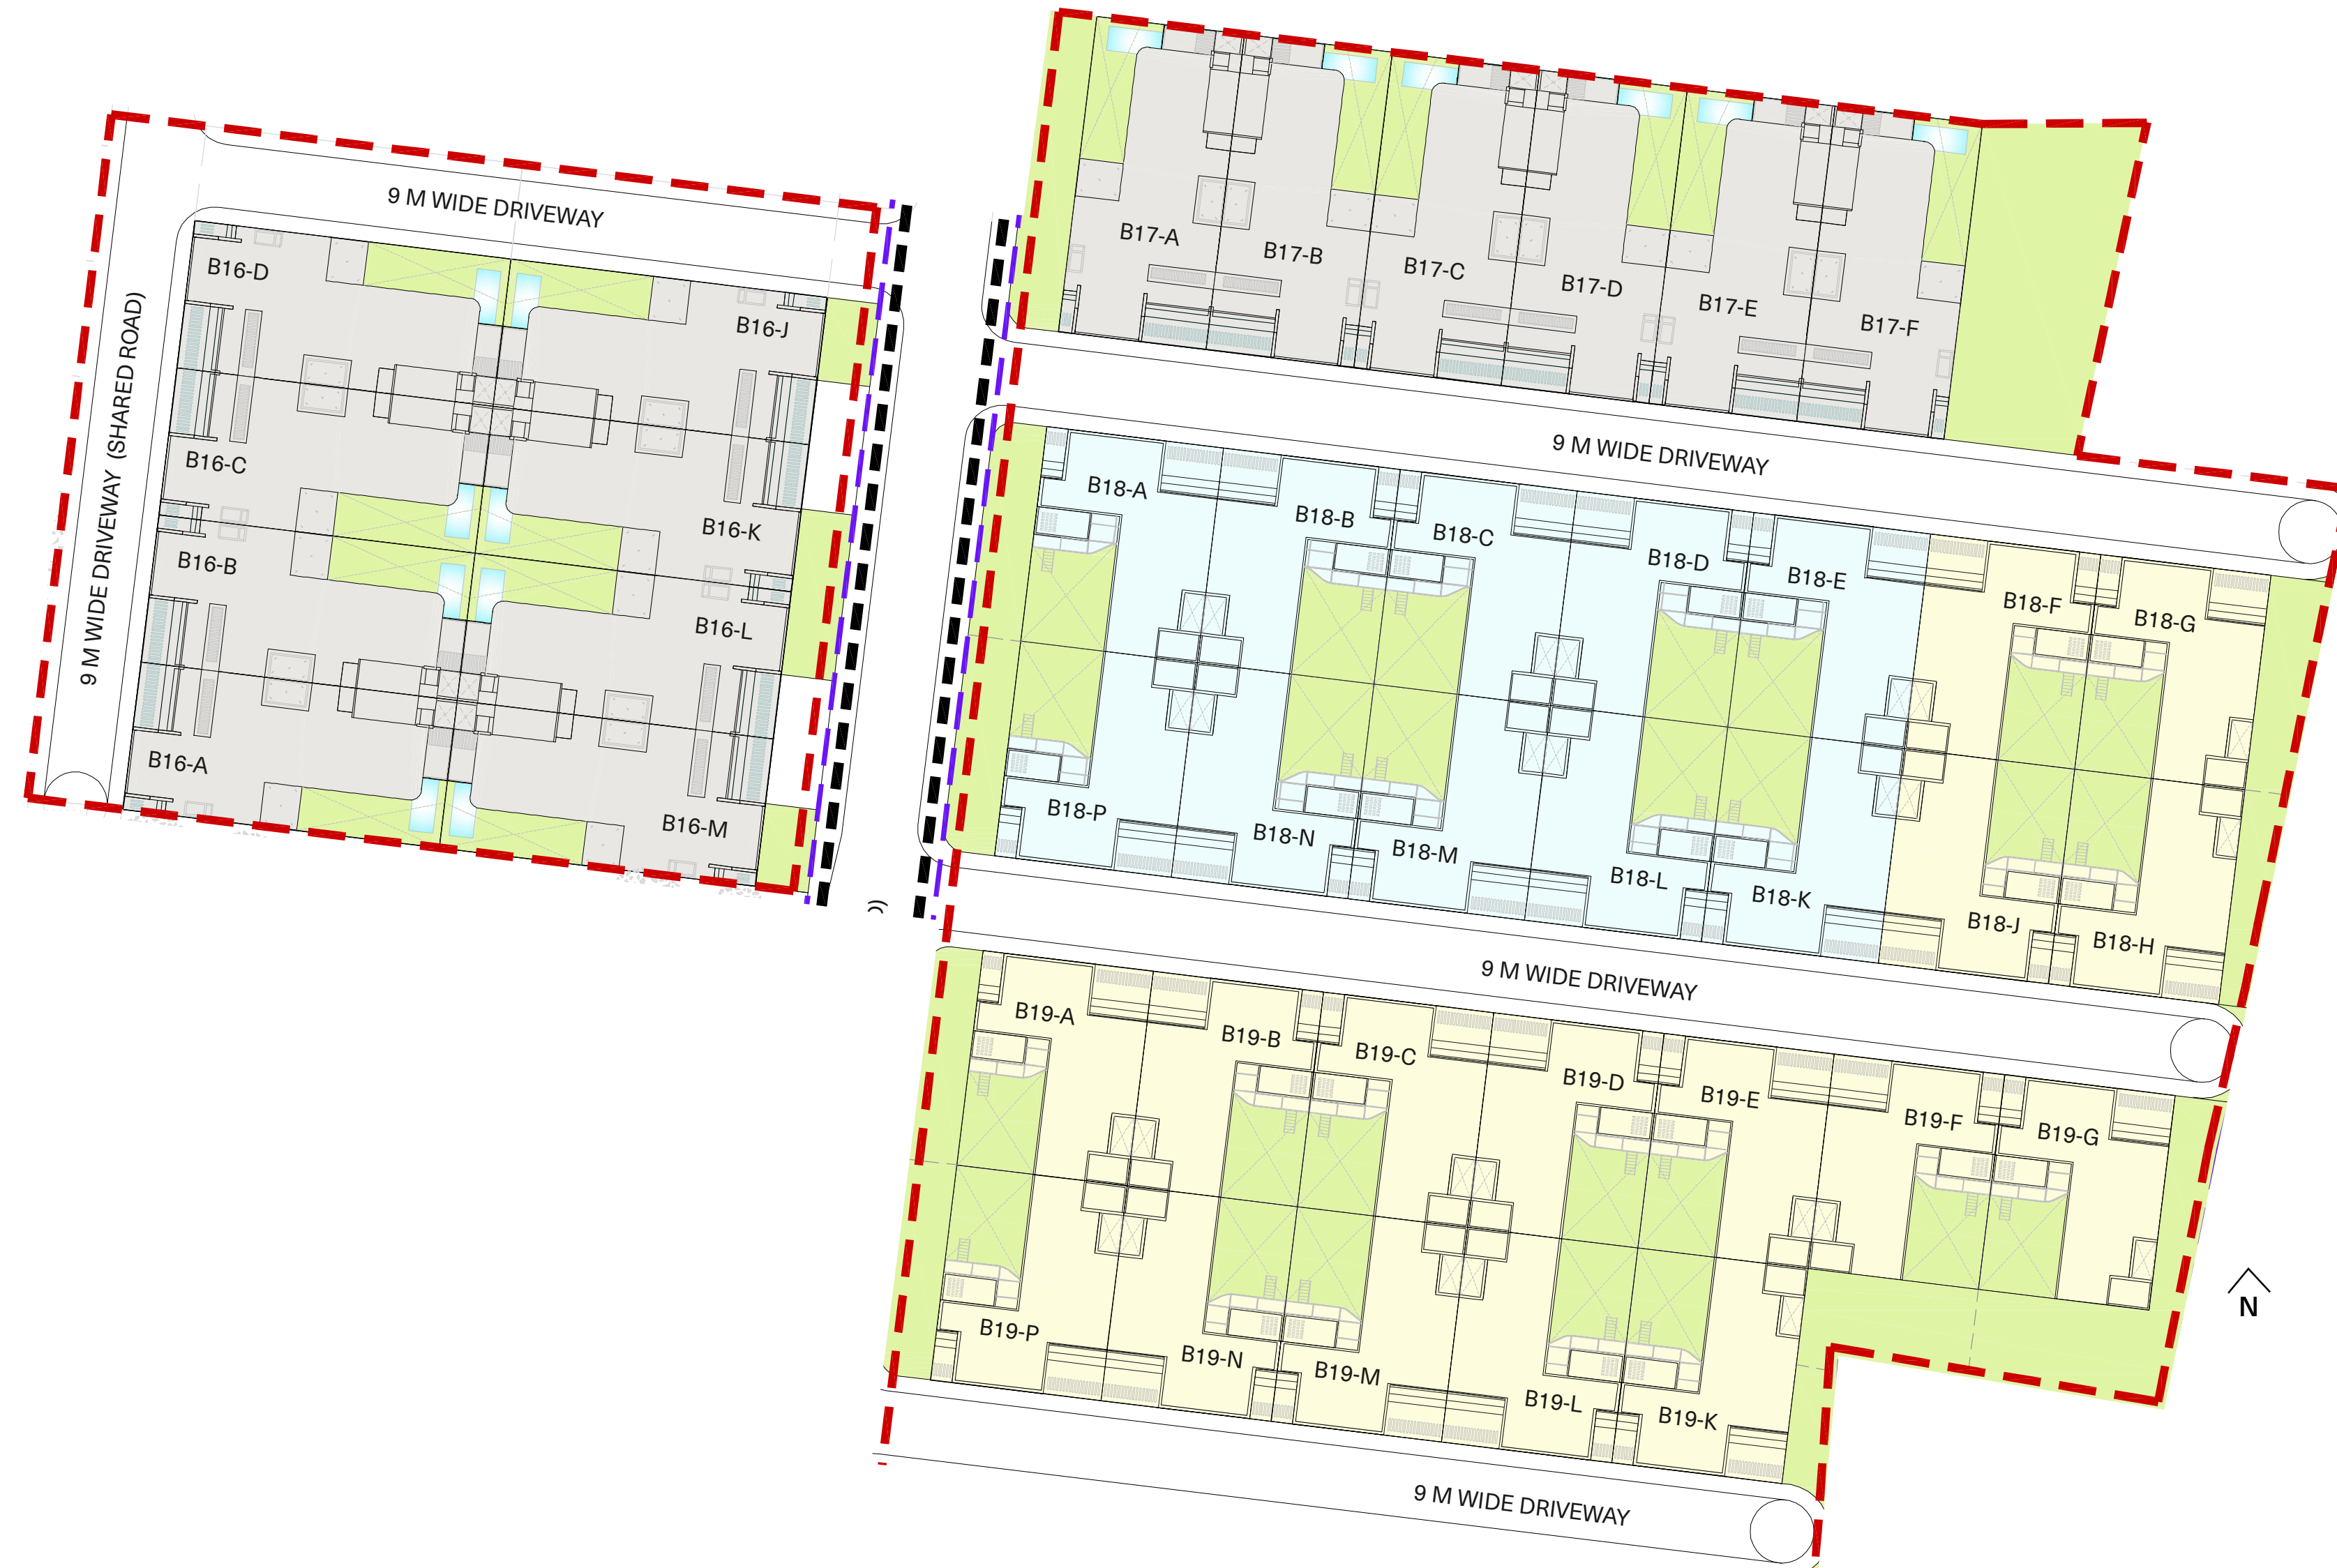 9 M WIDE DRIVEWAY
9 M WIDE DRIVEWAY (SHARED ROAD)
B16-D
B16-J
B16-C
B16-K
B16-B
B16-L
B16-A
B16-M
B17-A
B17-B
B17-C
B17-D
B17-E
B17-F
9 M WIDE DRIVEWAY
B18-A
B18-B
B18-C
B18-D
B18-E
B18-F
B18-G
B18-P
B18-N
B18-M
B18-L
B18-K
B18-J
B18-H
9 M WIDE DRIVEWAY
B19-A
B19-B
B19-C
B19-D
B19-E
B19-F
B19-G
B19-P
B19-N
B19-M
B19-L
B19-K
9 M WIDE DRIVEWAY
N